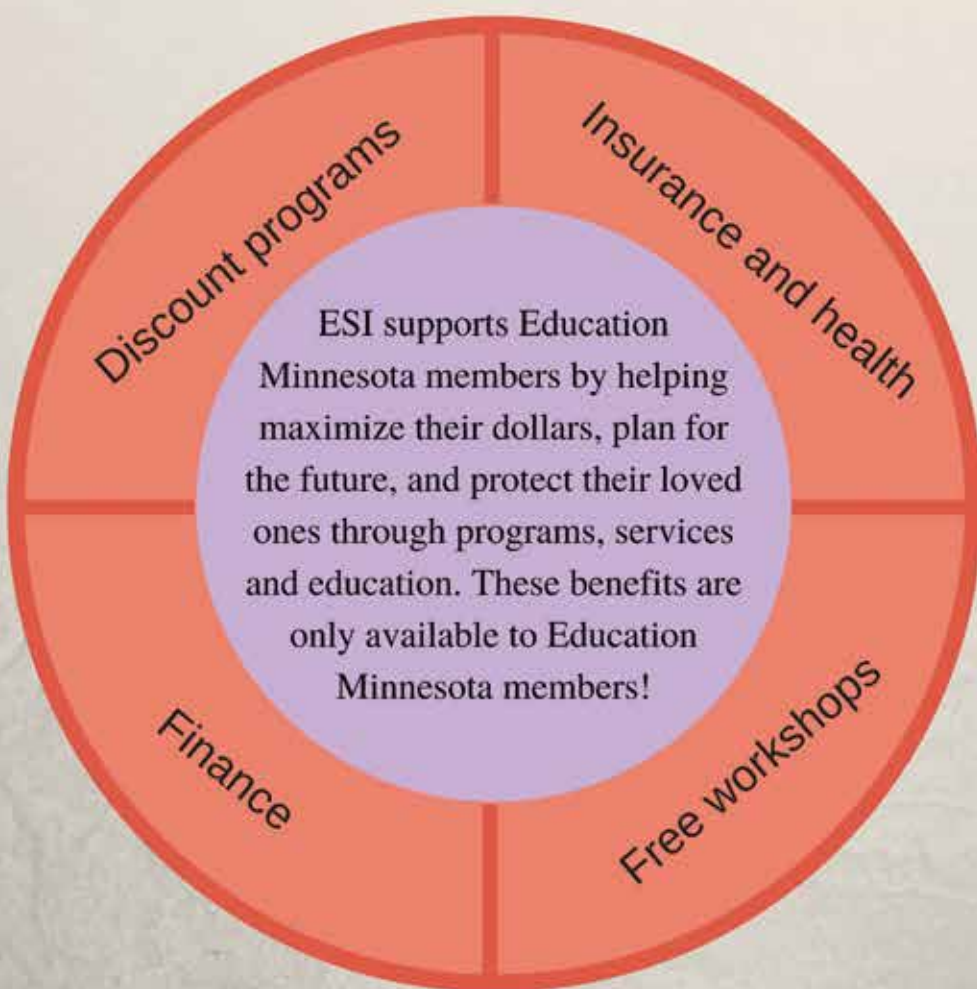 Discount programs
Insurance and health
ESI supports Education
Minnesota members by helping
maximize their dollars, plan for
the future, and protect their loved
ones through programs, services
and education. These benefits are
only available to Education
Minnesota members!
Finance
Free workshops